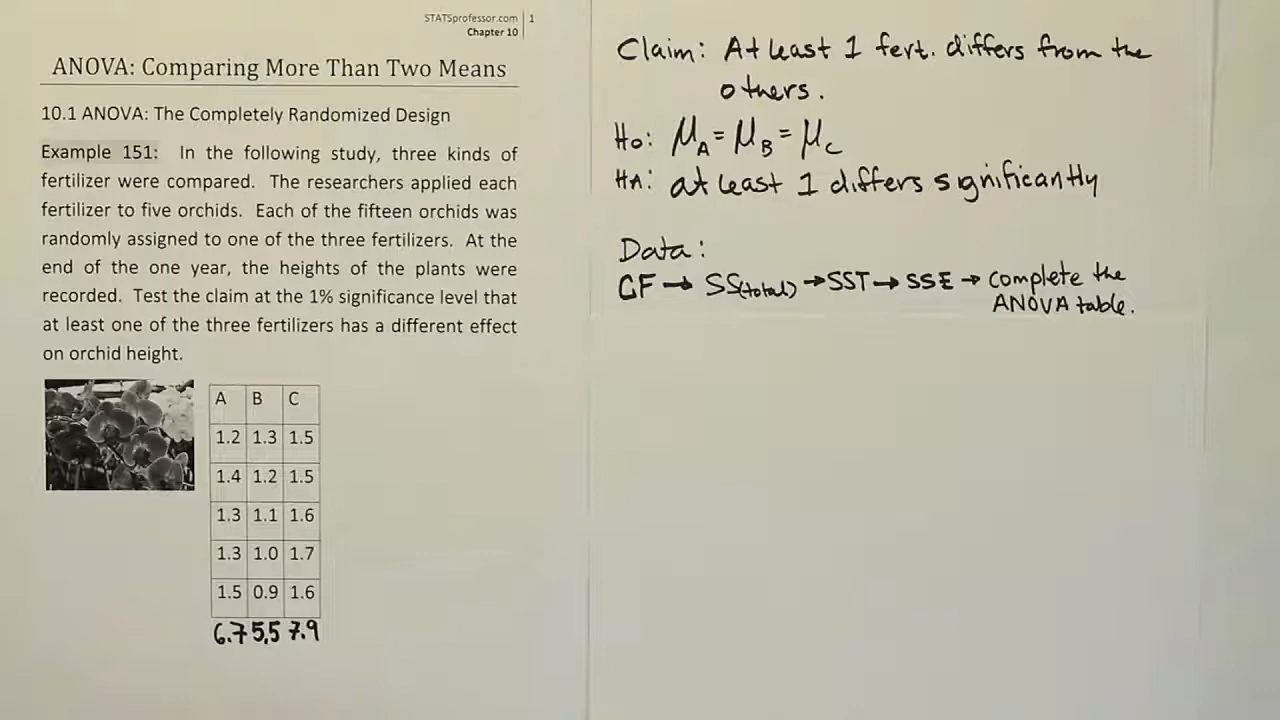 STATSprofessor.com 1
Chapter 10
ANOVA: Comparing More Than Two Means
10.1 ANOVA: The Completely Randomized Design
Example 151: In the following study, three kinds of
fertilizer were compared. The researchers applied each
fertilizer to five orchids. Each of the fifteen orchids was
randomly assigned to one of the three fertilizers. At the
end of the one year, the heights of the plants were
recorded. Test the claim at the 1% significance level that
at least one of the three fertilizers has a different effect
on orchid height.
A B C
1.2 1.3 1.5
1.4 1.2 1.5
1.3 1.1 1.6
1.3 1.0 1.7
1.5 0.9 1.6
6.7 5.5 7.9
Claim: At least 1 fert. differs from the
others.
Ho: μA = μB = μC
HA: at least 1 differs significantly
Data:
CF → SS(total) → SST → SSE → complete the
ANOVA table.